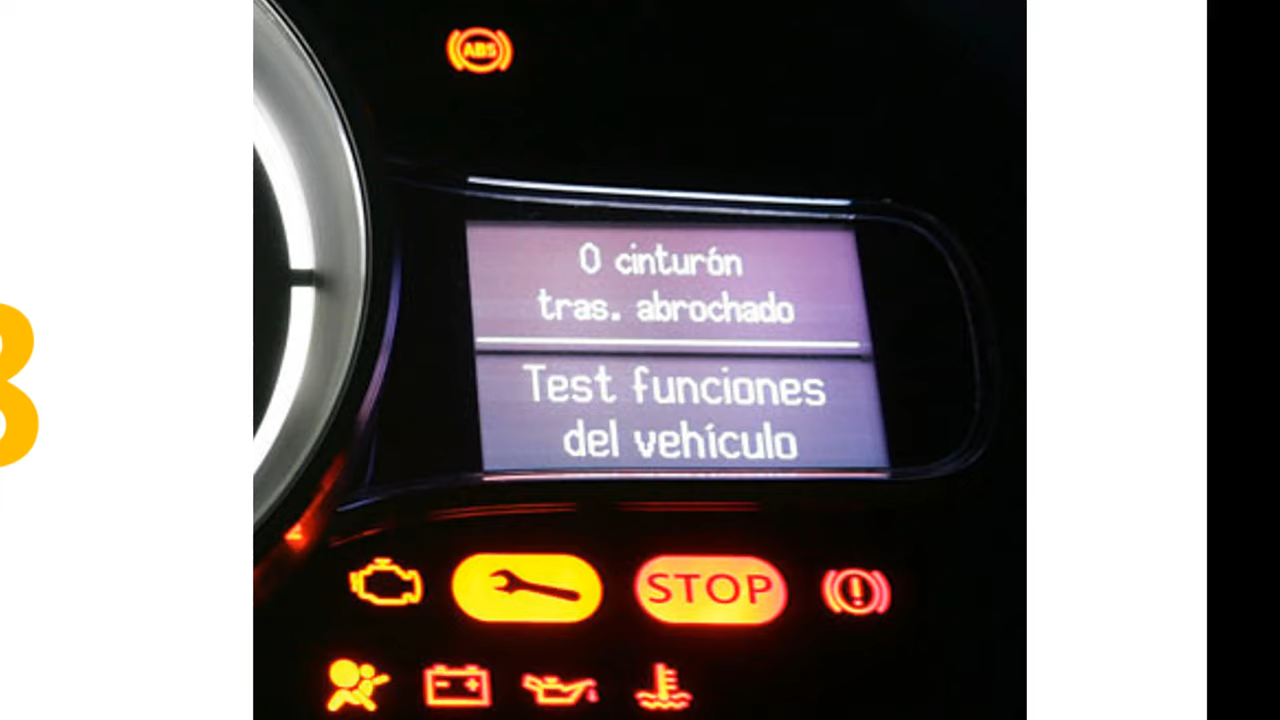 ABS
0 cinturón
tras. abrochado
Test funciones
del vehículo
STOP